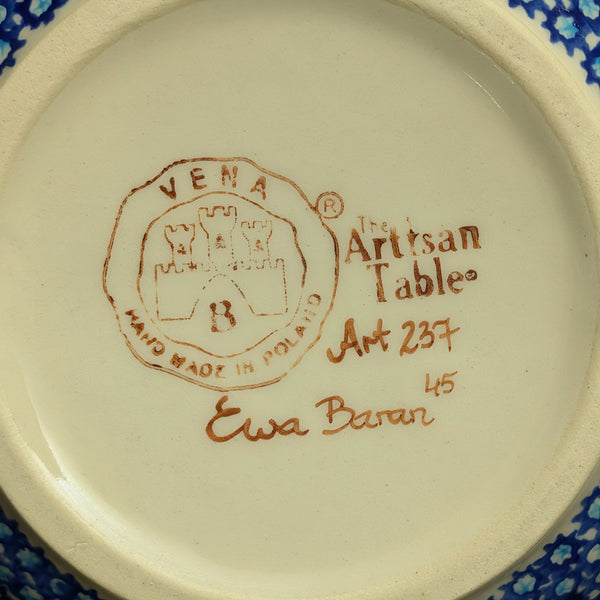 VENA
®
B
HAND MADE IN POLAND
The
Artisan
Table®
Art 237
Ewa Baran 45